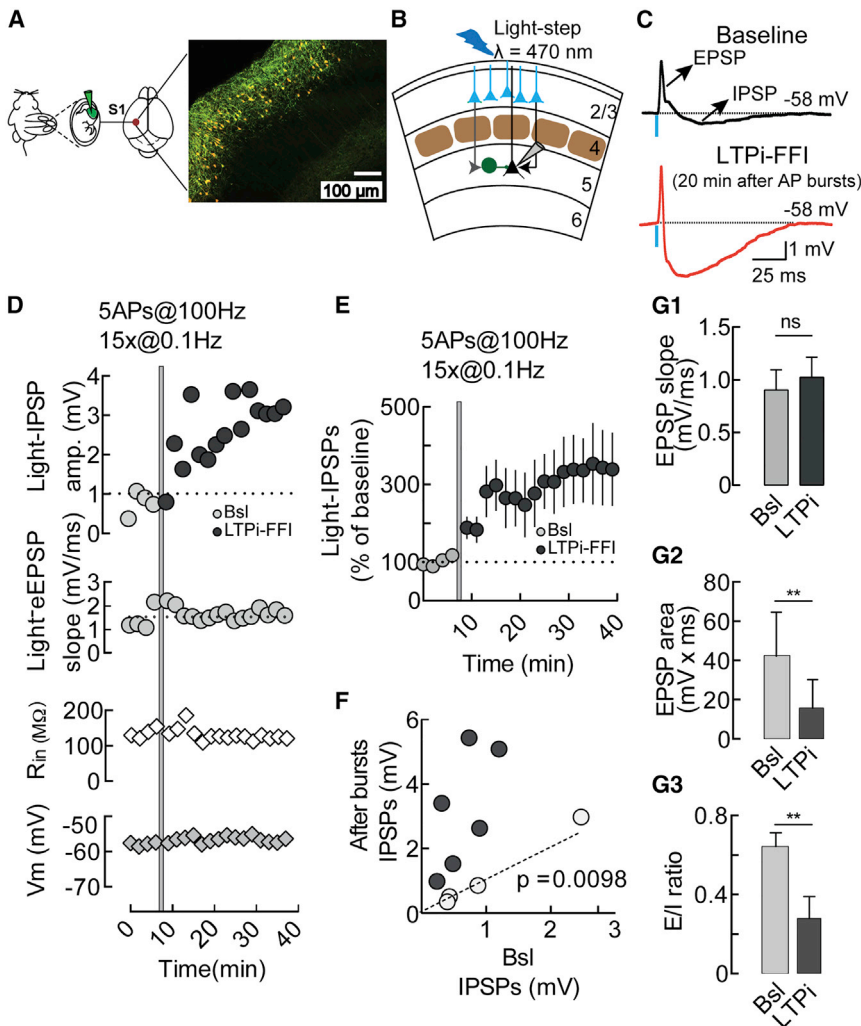 A
S1
100 µm
B
Light-step
λ = 470 nm
2/3
4
5
6
C
Baseline
EPSP
IPSP
-58 mV
LTPi-FFI
(20 min after AP bursts)
-58 mV
1 mV
25 ms
D
5APs@100Hz
15x@0.1Hz
Light-IPSP
amp. (mV)
4
3
2
1
0
Bsl
LTPi-FFI
Light-eEPSP
slope (mV/ms)
3
2
1
0
Rin (MΩ)
200
100
0
Vm (mV)
-50
-60
-70
0
10
20
30
40
Time(min)
E
5APs@100Hz
15x@0.1Hz
Light-IPSPs
(% of baseline)
500
300
100
Bsl
LTPi-FFI
0
10
20
30
40
Time (min)
F
After bursts
IPSPs (mV)
6
4
2
0
p =0.0098
1
2
3
Bsl
IPSPs (mV)
G1
EPSP slope
(mV/ms)
1.5
1.0
0.5
0
ns
Bsl
LTPi
G2
EPSP area
(mV x ms)
80
60
40
20
0
**
Bsl
LTPi
G3
E/I ratio
0.8
0.4
0
**
Bsl
LTPi